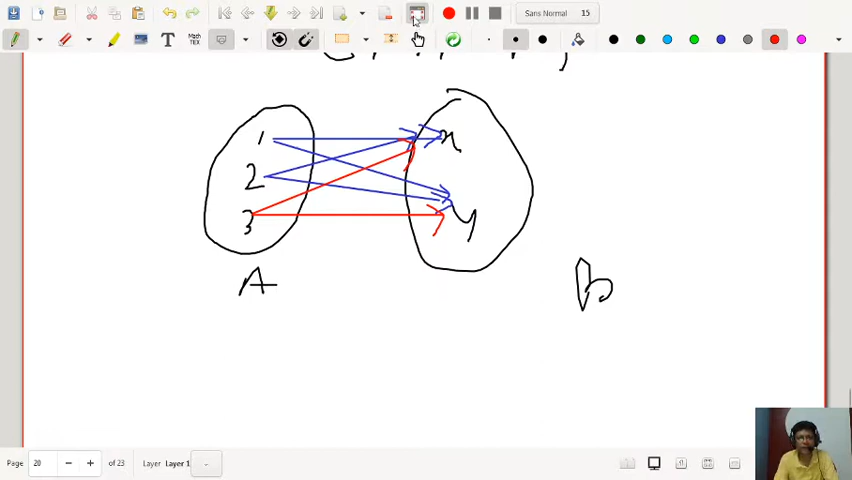 Sans Normal 15
T Math TEX
1 x
2
3 y
A b
Page 20 of 23 Layer Layer 1